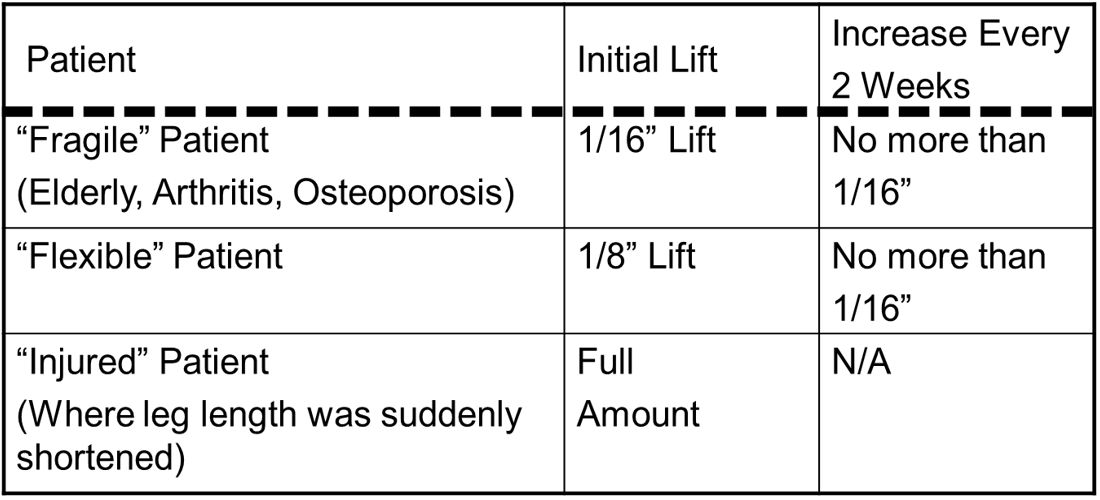 Patient
Initial Lift
Increase Every
2 Weeks
“Fragile” Patient
(Elderly, Arthritis, Osteoporosis)
1/16” Lift
No more than
1/16”
“Flexible” Patient
1/8” Lift
No more than
1/16”
“Injured” Patient
(Where leg length was suddenly
shortened)
Full
Amount
N/A